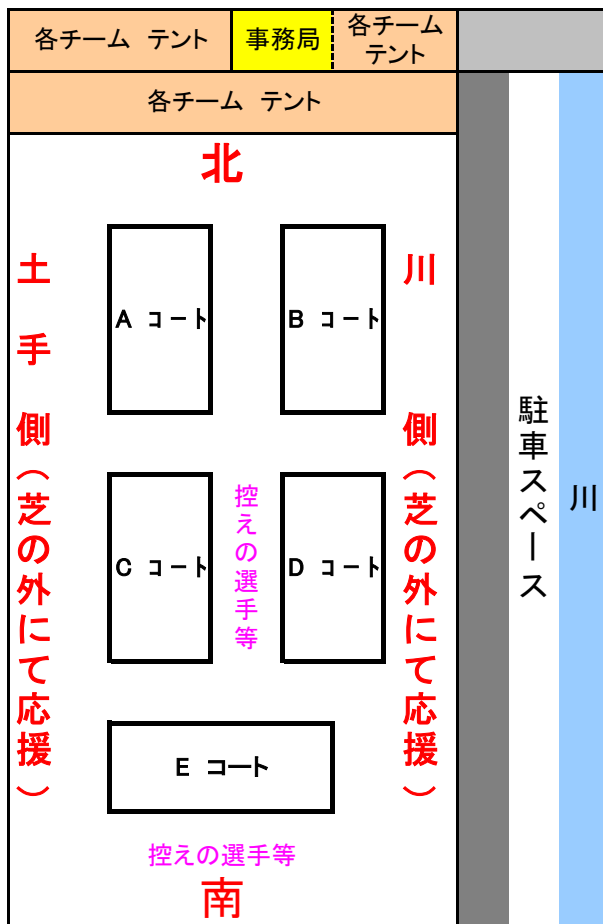 各チーム テント
事務局
各チーム
テント
各チーム テント
北
土手側（芝の外にて応援）
川側（芝の外にて応援）
A コート
B コート
C コート
控えの選手等
D コート
E コート
控えの選手等
南
駐車スペース
川